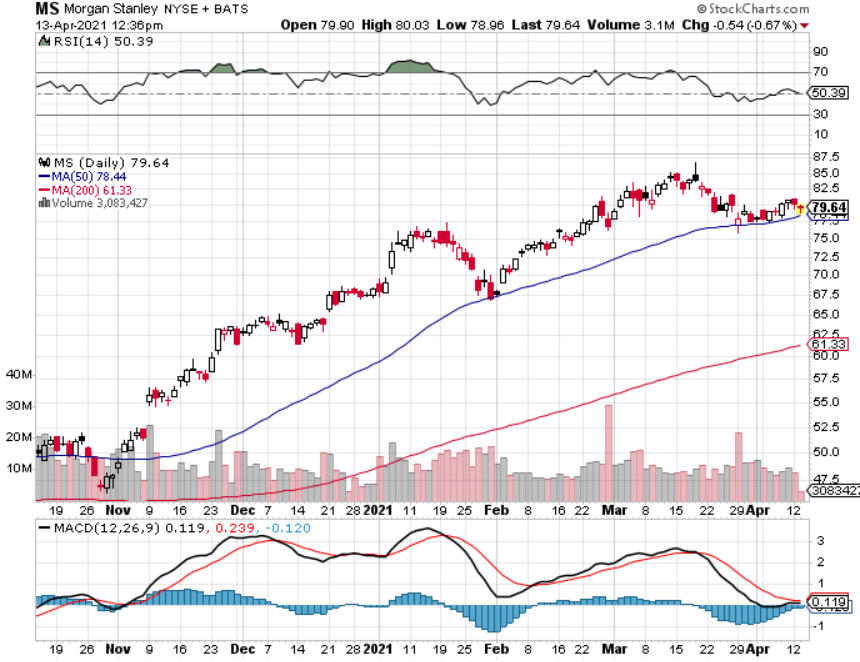 MS Morgan Stanley NYSE + BATS © StockCharts.com
13-Apr-2021 12:36pm Open 79.90 High 80.03 Low 78.96 Last 79.64 Volume 3.1M Chg -0.54 (-0.67%)
RSI(14) 50.39
90
70
50.39
30
10
MS (Daily) 79.64
MA(50) 78.44
MA(200) 61.33
Volume 3,083,427
87.5
85.0
82.5
79.64
77.5
75.0
72.5
70.0
67.5
65.0
62.5
61.33
60.0
57.5
55.0
52.5
50.0
47.5
3083427
40M
30M
20M
10M
19 26 Nov 9 16 23 Dec 7 14 21 28 2021 11 19 25 Feb 8 16 22 Mar 8 15 22 29 Apr 12
MACD(12,26,9) 0.119, 0.239, -0.120
3
2
1
0.119
-1
19 26 Nov 9 16 23 Dec 7 14 21 28 2021 11 19 25 Feb 8 16 22 Mar 8 15 22 29 Apr 12